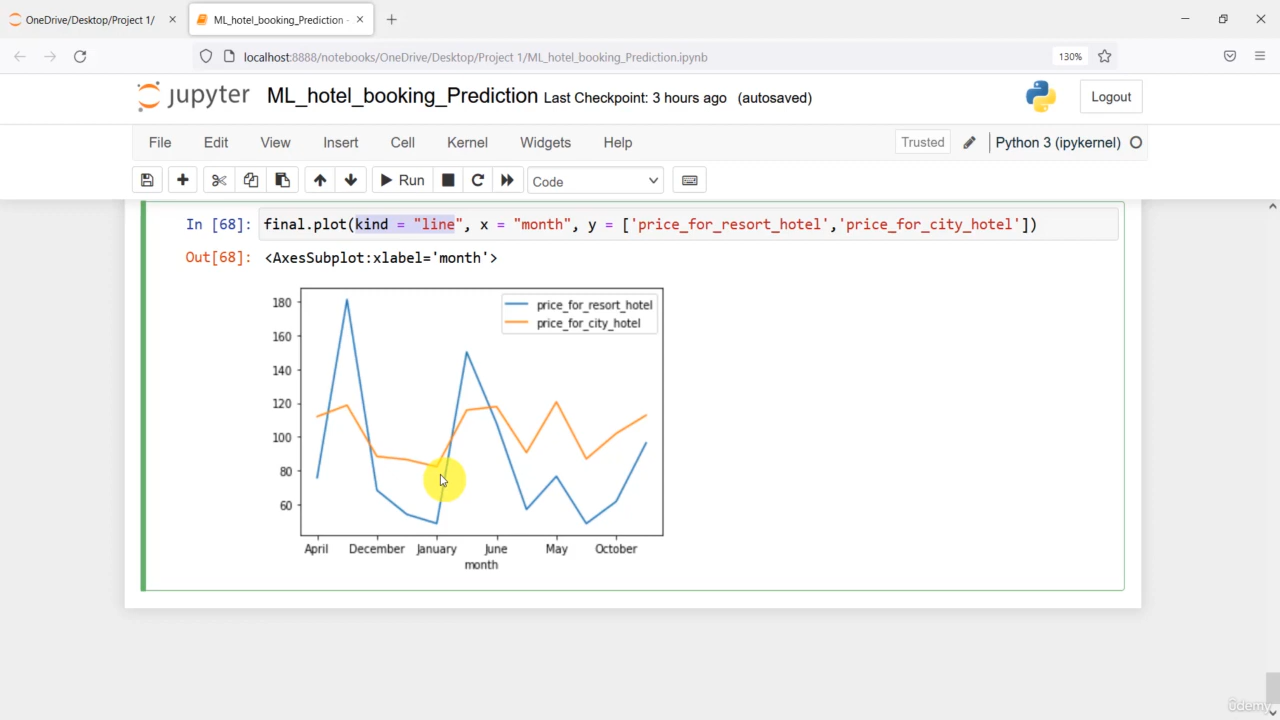 OneDrive/Desktop/Project 1/
ML_hotel_booking_Prediction -
localhost:8888/notebooks/OneDrive/Desktop/Project 1/ML_hotel_booking_Prediction.ipynb
130%
jupyter ML_hotel_booking_Prediction Last Checkpoint: 3 hours ago (autosaved)
Logout
File Edit View Insert Cell Kernel Widgets Help
Trusted
Python 3 (ipykernel)
Run
Code
In [68]: final.plot(kind = "line", x = "month", y = ['price_for_resort_hotel','price_for_city_hotel'])
Out[68]: <AxesSubplot:xlabel='month'>
price_for_resort_hotel
price_for_city_hotel
180
160
140
120
100
80
60
April December January June May October
month
ûdemy